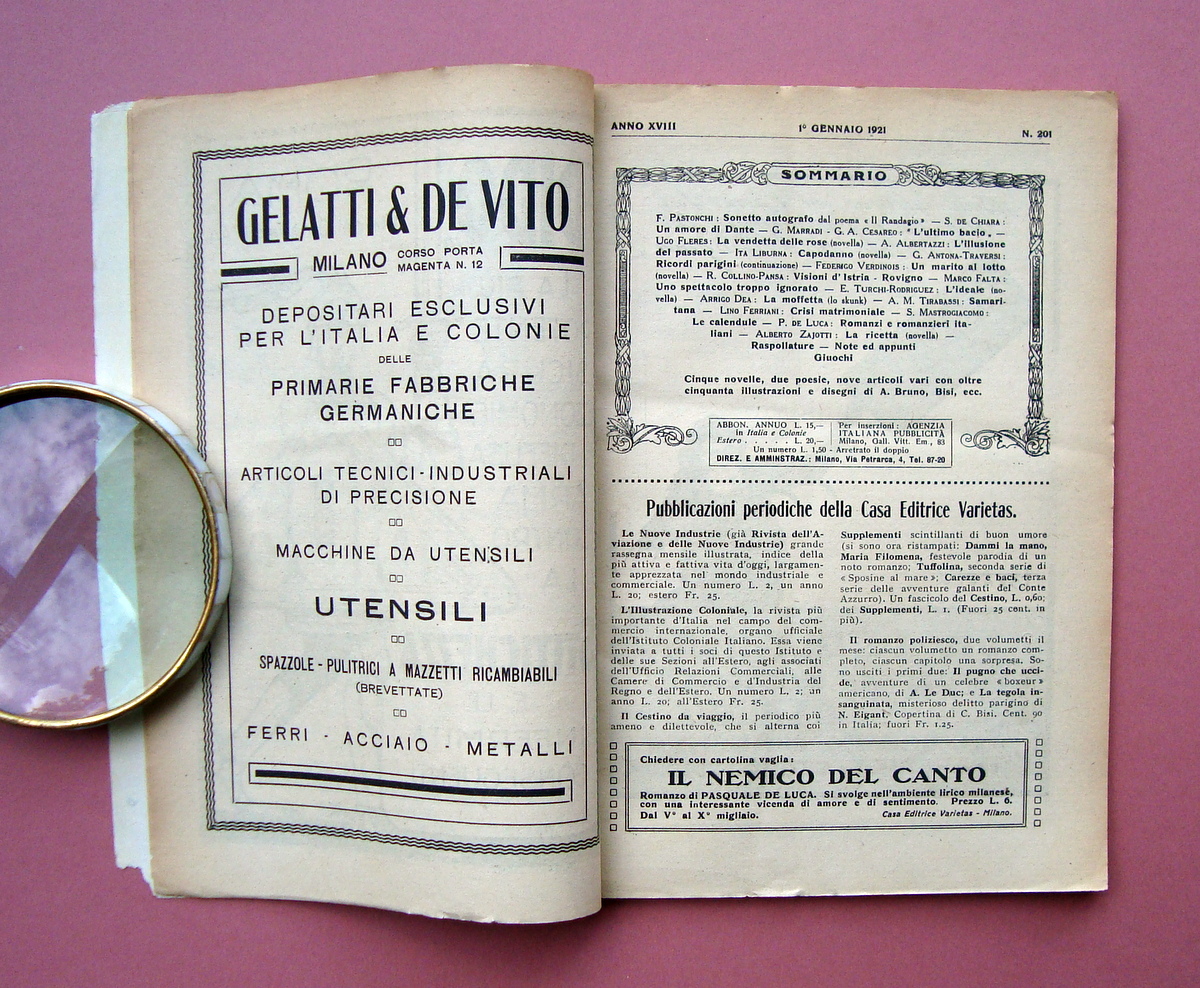 GELATTI & DE VITO
MILANO CORSO PORTA
MAGENTA N. 12
DEPOSITARI ESCLUSIVI
PER L'ITALIA E COLONIE
DELLE
PRIMARIE FABBRICHE
GERMANICHE
ARTICOLI TECNICI-INDUSTRIALI
DI PRECISIONE
MACCHINE DA UTENSILI
UTENSILI
SPAZZOLE - PULITRICI A MAZZETTI RICAMBIABILI
(BREVETTATE)
FERRI - ACCIAIO - METALLI
ANNO XVIII 1° GENNAIO 1921 N. 201
SOMMARIO
F. PASTONCHI : Sonetto autografo dal poema « Il Randagio » — S. DE CHIARA :
Un amore di Dante — G. MARRADI - G. A. CESAREO : " L'ultimo bacio „ —
UGO FLERES : La vendetta delle rose (novella) — A. ALBERTAZZI : L'Illusione
del passato — ITA LIBURNA : Capodanno (novella) — G. ANTONA-TRAVERSI :
Ricordi parigini (continuazione) — FEDERIGO VERDINOIS : Un marito al lotto
(novella) — R. COLLINO-PANSA : Visioni d'Istria - Rovigno — MARCO FALTA :
Uno spettacolo troppo ignorato — E. TURCHI-RODRIGUEZ : L'ideale (no-
vella) — ARRIGO DEA : La moffetta (lo skunk) — A. M. TIRABASSI : Samari-
tana — LINO FERRIANI : Crisi matrimoniale — S. MASTROGIACOMO :
Le calendule — P. DE LUCA : Romanzi e romanzieri ita-
liani — ALBERTO ZAJOTTI : La ricetta (novella) —
Raspollature — Note ed appunti
Giuochi
Cinque novelle, due poesie, nove articoli vari con oltre
cinquanta illustrazioni e disegni di A. Bruno, Bisi, ecc.
ABBON. ANNUO L. 15,—
in Italia e Colonie
Estero . . . . . L. 20,—
Per inserzioni : AGENZIA
ITALIANA PUBBLICITÀ
Milano, Gall. Vitt. Em., 83
Un numero L. 1,50 - Arretrato il doppio
DIREZ. E AMMINSTRAZ.: Milano, Via Petrarca, 4, Tel. 87-20
Pubblicazioni periodiche della Casa Editrice Varietas.
Le Nuove Industrie (già Rivista dell'A-
viazione e delle Nuove Industrie) grande
rassegna mensile illustrata, indice della
più attiva e fattiva vita d'oggi, largamen-
te apprezzata nel mondo industriale e
commerciale. Un numero L. 2, un anno
L. 20; estero Fr. 25.
L'Illustrazione Coloniale, la rivista più
importante d'Italia nel campo del com-
mercio internazionale, organo ufficiale
dell'Istituto Coloniale Italiano. Essa viene
inviata a tutti i soci di questo Istituto e
delle sue Sezioni all'Estero, agli associati
dell'Ufficio Relazioni Commerciali, alle
Camere di Commercio e d'Industria del
Regno e dell'Estero. Un numero L. 2; un
anno L. 20; all'Estero Fr. 25.
Il Cestino da viaggio, il periodico più
ameno e dilettevole, che si alterna coi
Supplementi scintillanti di buon umore
(si sono ora ristampati: Dammi la mano,
Maria Filomena, festevole parodia di un
noto romanzo; Tuffolina, seconda serie di
« Sposine al mare »; Carezze e baci, terza
serie delle avventure galanti del Conte
Azzurro). Un fascicolo del Cestino, L. 0,60;
dei Supplementi, L. 1. (Fuori 25 cent. in
più).
Il romanzo poliziesco, due volumetti il
mese: ciascun volumetto un romanzo com-
pleto, ciascun capitolo una sorpresa. So-
no usciti i primi due: Il pugno che ucci-
de, avventure di un celebre « boxeur »
americano, di A. Le Duc; e La tegola in-
sanguinata, misterioso delitto parigino di
N. Eigant. Copertina di C. Bisi. Cent. 90
in Italia; fuori Fr. 1.25.
Chiedere con cartolina vaglia :
IL NEMICO DEL CANTO
Romanzo di PASQUALE DE LUCA. Si svolge nell'ambiente lirico milanese,
con una interessante vicenda di amore e di sentimento. Prezzo L. 6.
Dal V° al X° migliaio. Casa Editrice Varietas - Milano.